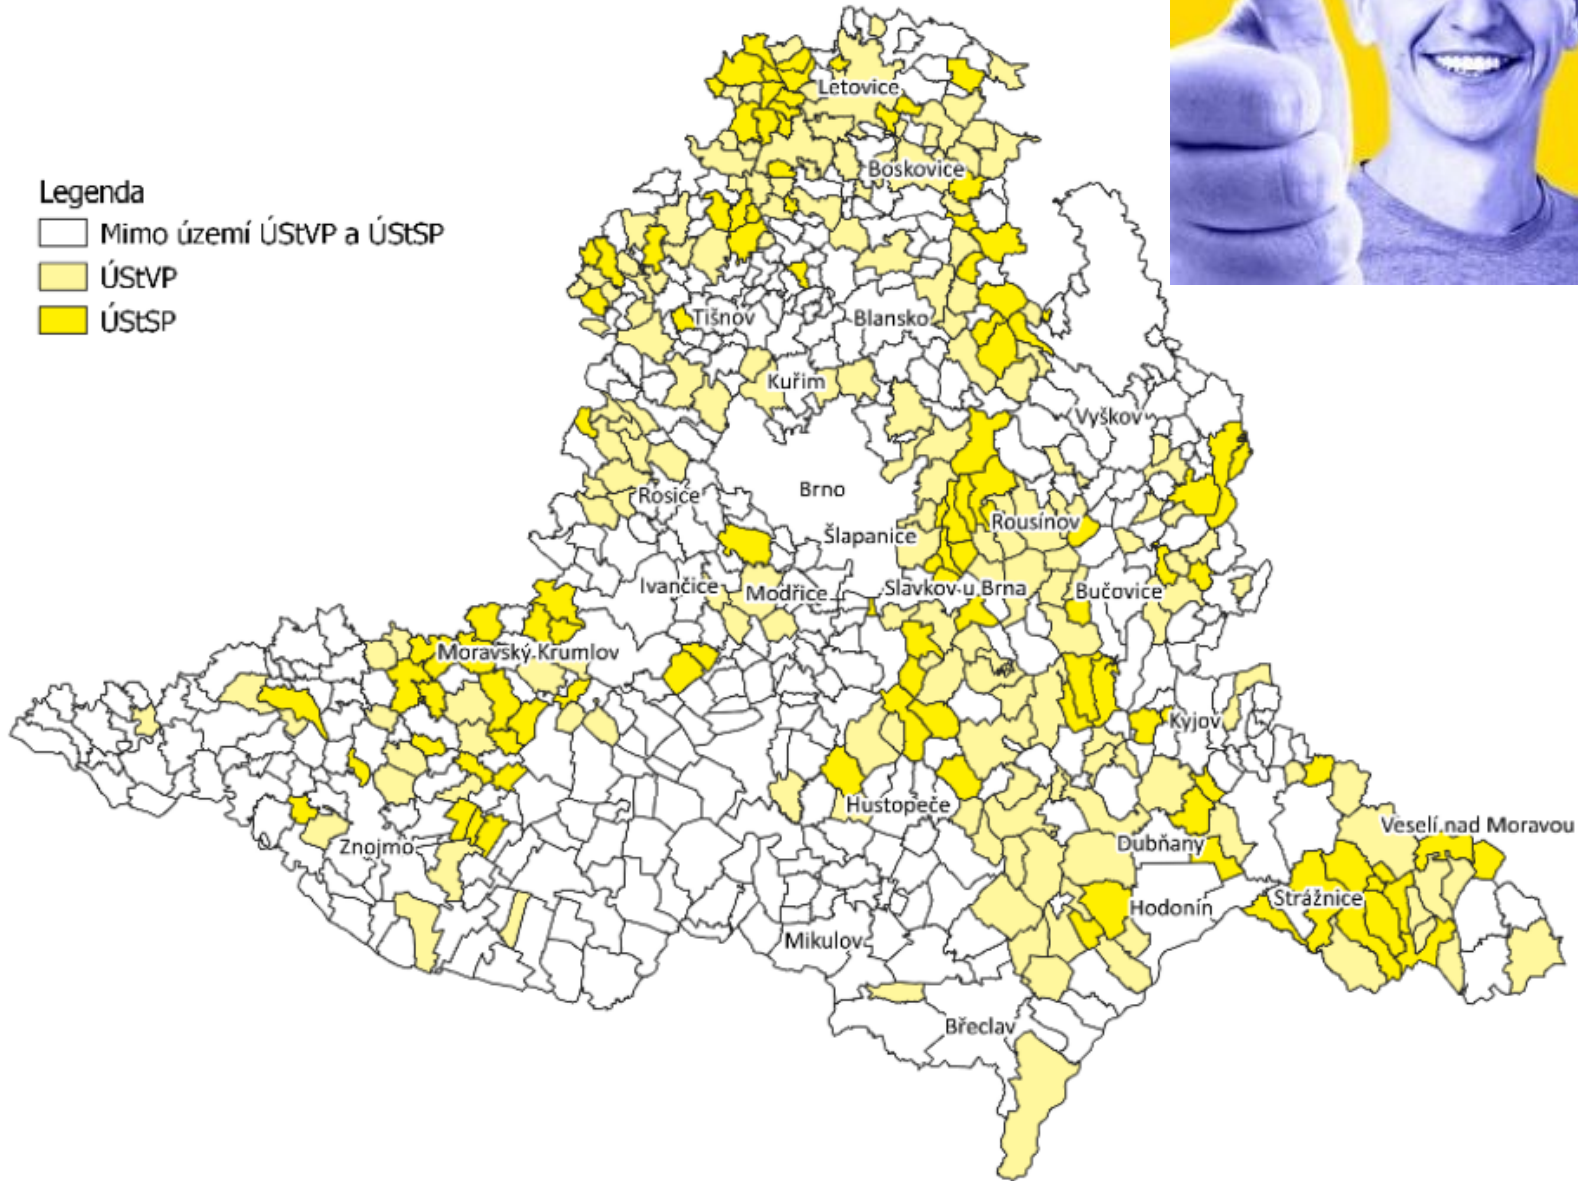 Legenda
Mimo území ÚStVP a ÚStSP
ÚStVP
ÚStSP
Letovice
Boskovice
Tišnov
Blansko
Kuřim
Vyškov
Brno
Rosice
Rousínov
Šlapanice
Ivančice
Modřice
Slavkov u Brna
Bučovice
Moravský Krumlov
Kyjov
Hustopeče
Znojmo
Dubňany
Veselí nad Moravou
Strážnice
Hodonín
Mikulov
Břeclav